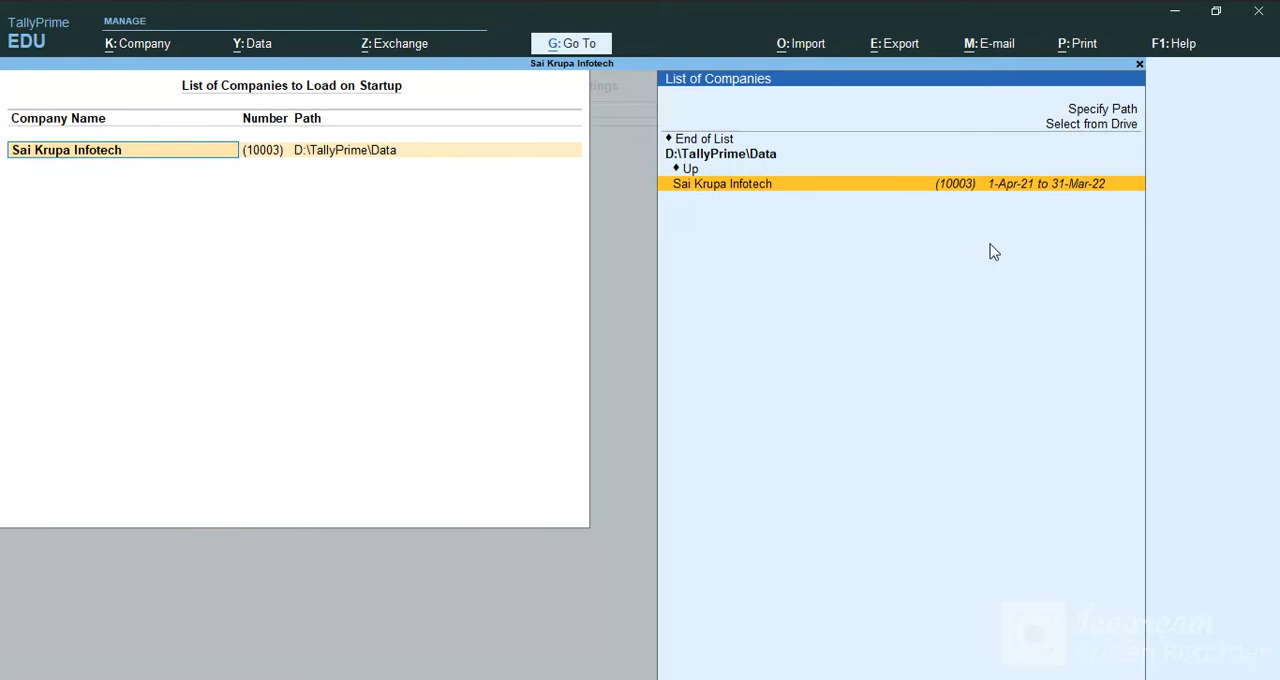 TallyPrime
EDU
MANAGE
K: Company
Y: Data
Z: Exchange
G: Go To
O: Import
E: Export
M: E-mail
P: Print
F1: Help
Sai Krupa Infotech
List of Companies to Load on Startup
Company Name Number Path
Sai Krupa Infotech (10003) D:\TallyPrime\Data
List of Companies
Specify Path
Select from Drive
♦ End of List
D:\TallyPrime\Data
♦ Up
Sai Krupa Infotech (10003) 1-Apr-21 to 31-Mar-22
Icecream
Screen Recorder